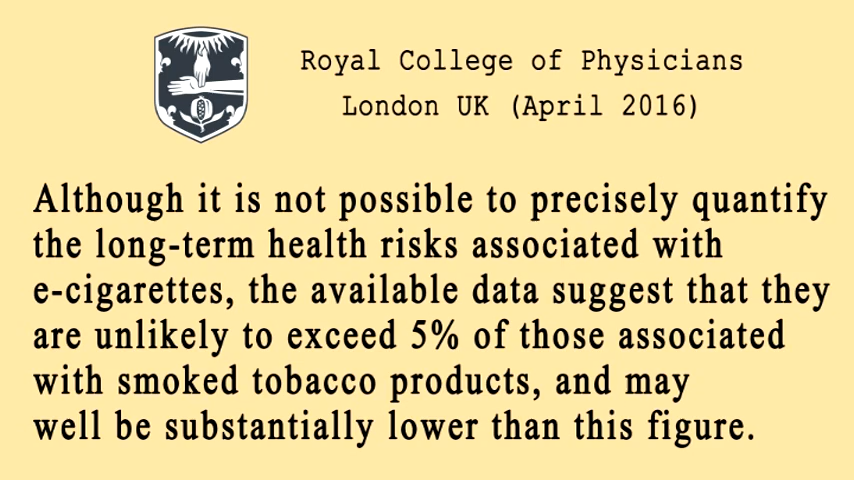 Royal College of Physicians
London UK (April 2016)
Although it is not possible to precisely quantify
the long-term health risks associated with
e-cigarettes, the available data suggest that they
are unlikely to exceed 5% of those associated
with smoked tobacco products, and may
well be substantially lower than this figure.